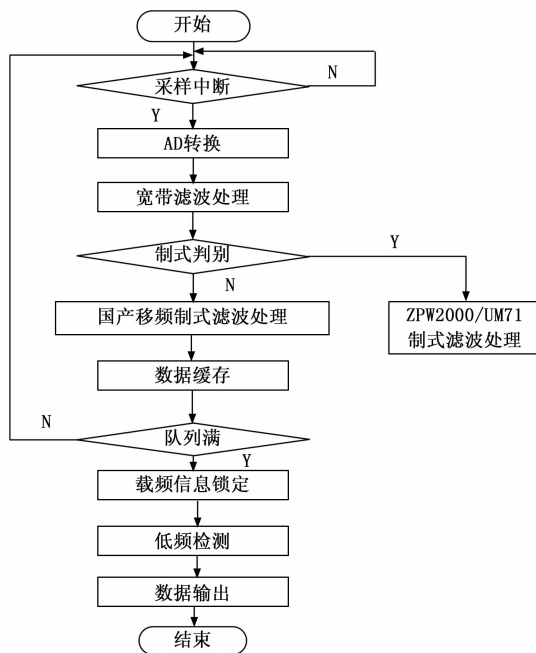 开始
采样中断
N
Y
AD转换
宽带滤波处理
制式判别
Y
N
国产移频制式滤波处理
ZPW2000/UM71
制式滤波处理
数据缓存
队列满
N
Y
载频信息锁定
低频检测
数据输出
结束